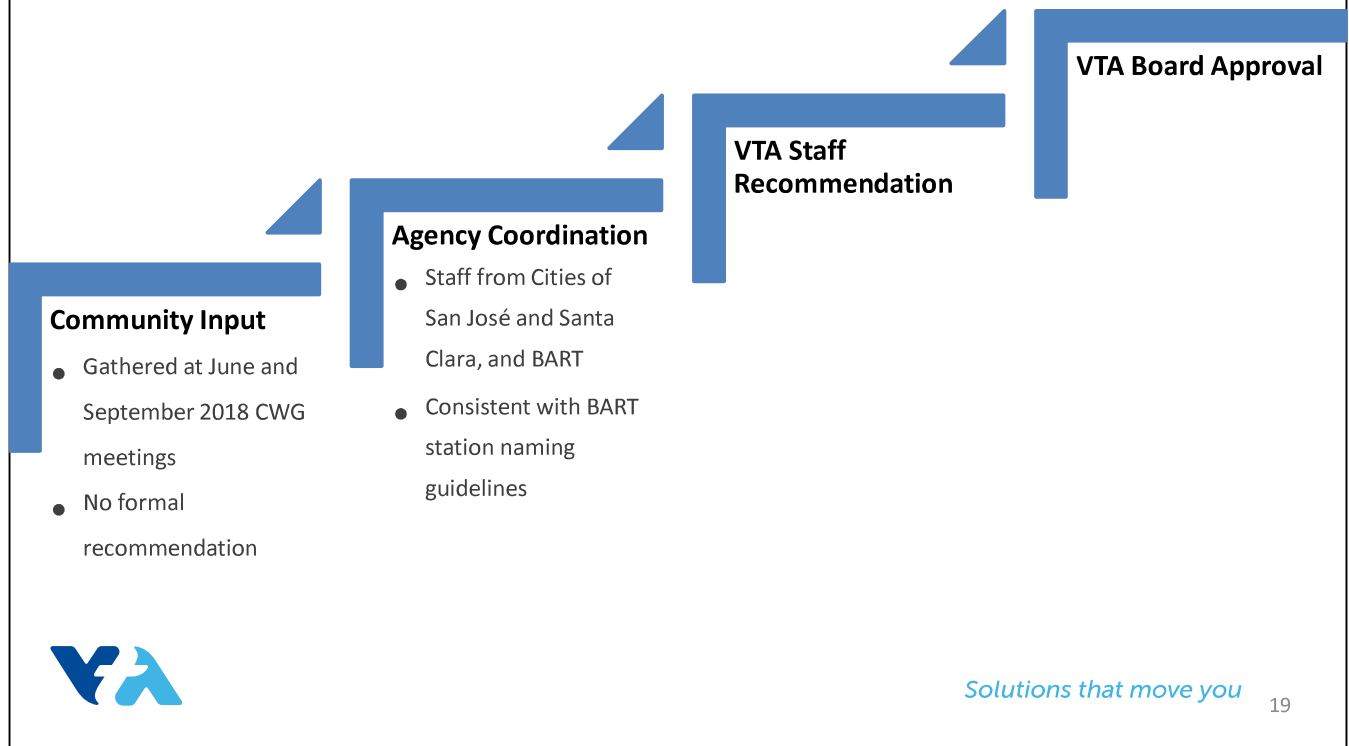 Community Input
● Gathered at June and
September 2018 CWG
meetings
● No formal
recommendation
Agency Coordination
● Staff from Cities of
San José and Santa
Clara, and BART
● Consistent with BART
station naming
guidelines
VTA Staff
Recommendation
VTA Board Approval
VTA
Solutions that move you
19